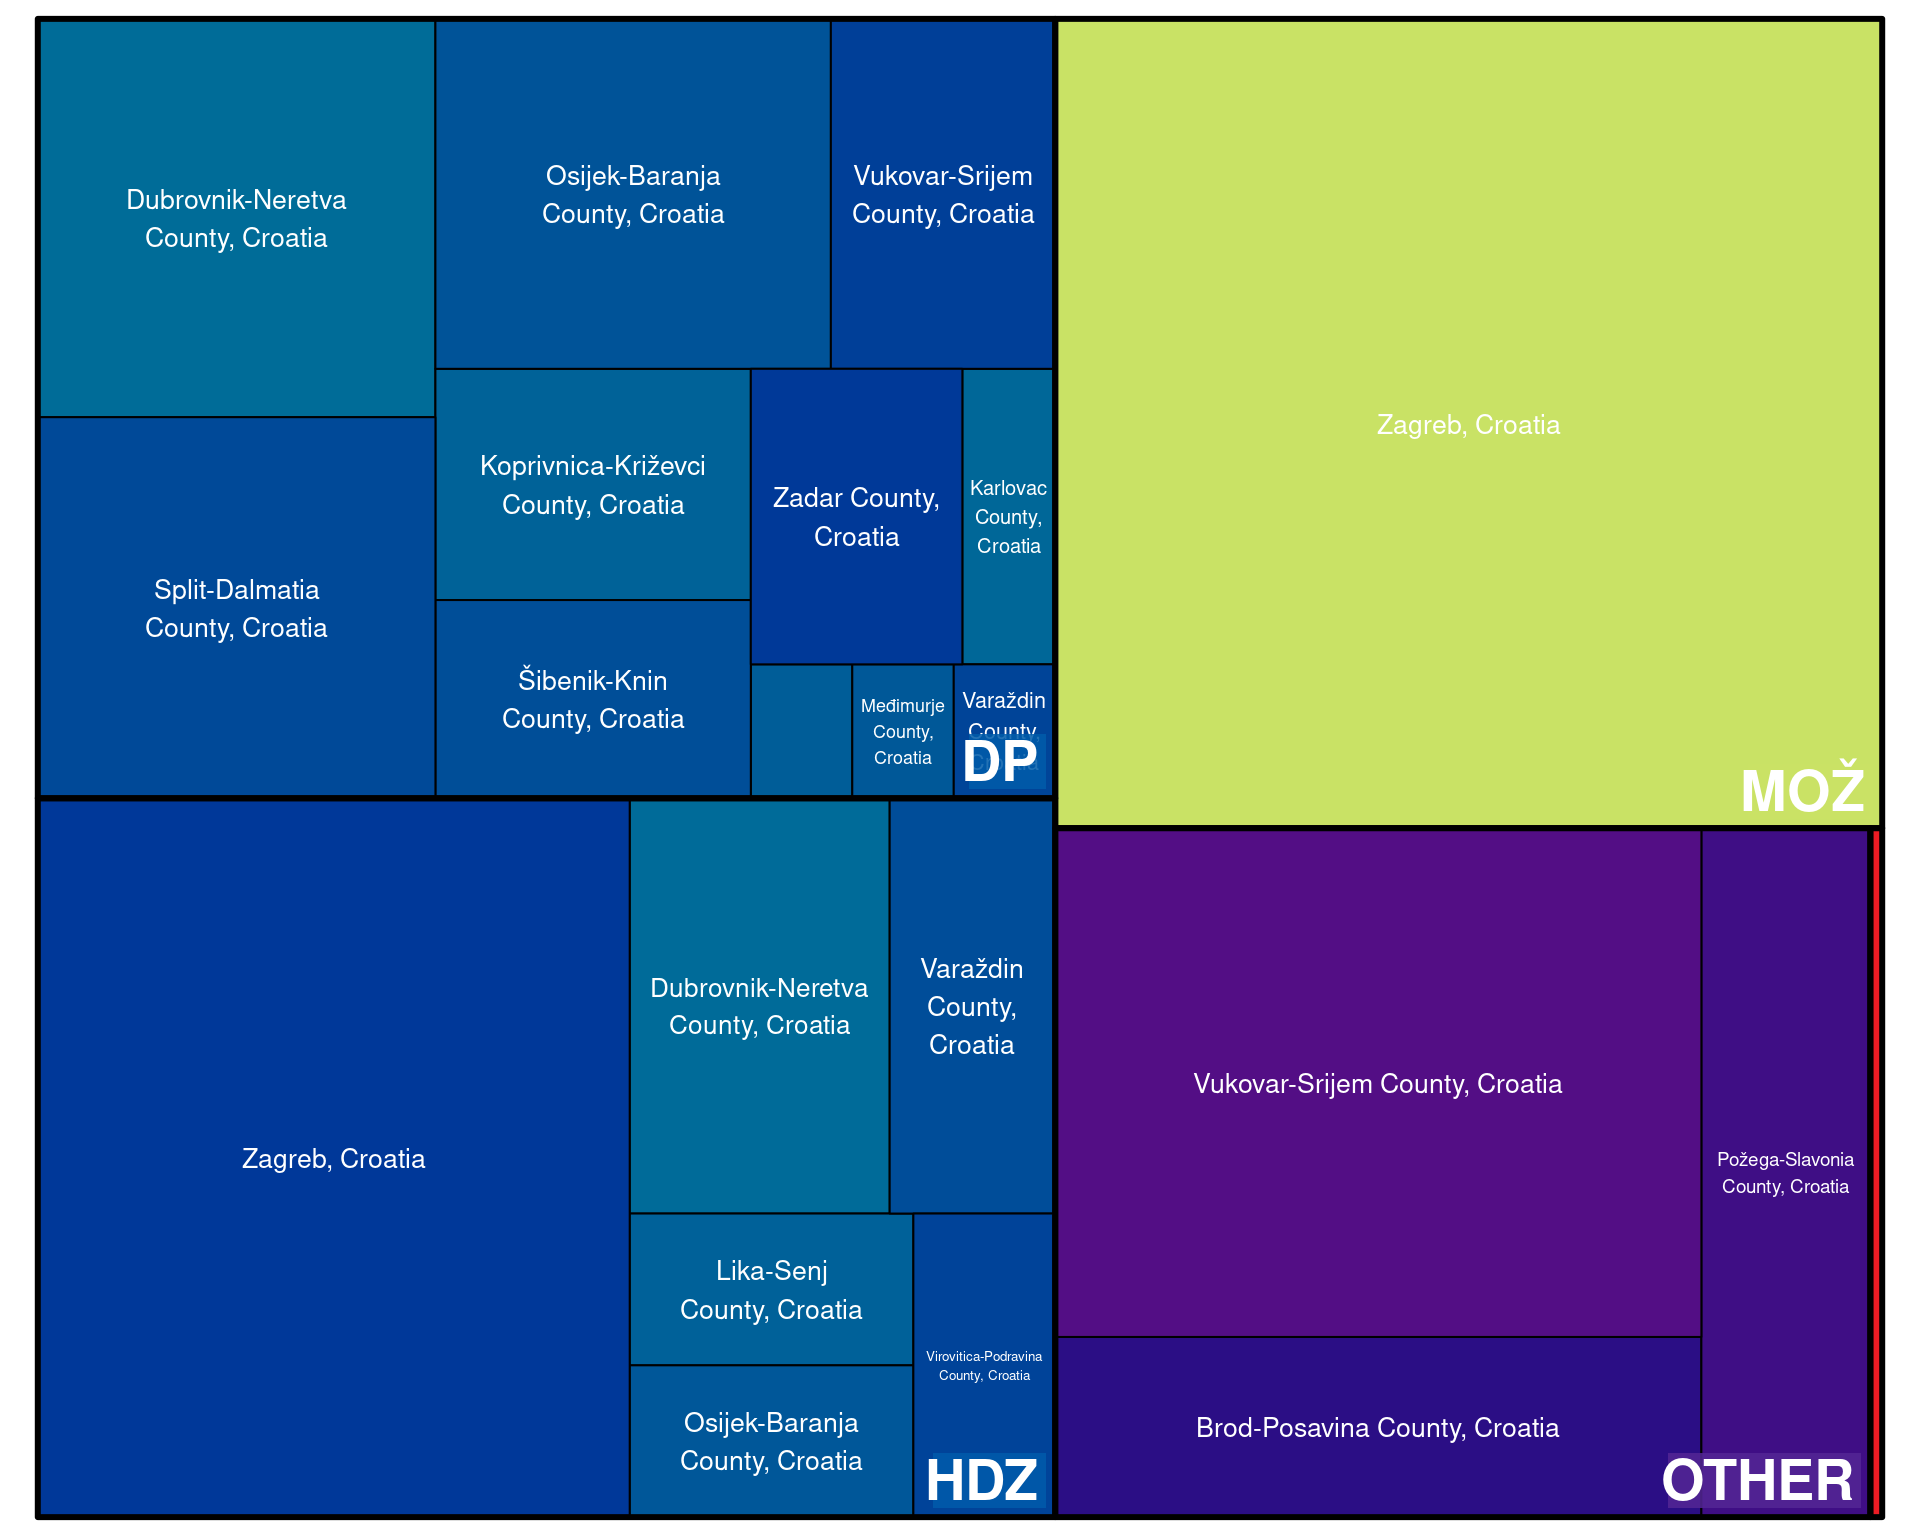 Dubrovnik-Neretva
County, Croatia
Osijek-Baranja
County, Croatia
Vukovar-Srijem
County, Croatia
Split-Dalmatia
County, Croatia
Koprivnica-Križevci
County, Croatia
Šibenik-Knin
County, Croatia
Zadar County,
Croatia
Karlovac
County,
Croatia
Međimurje
County,
Croatia
Varaždin
County,
Croatia
DP
Zagreb, Croatia
MOŽ
Zagreb, Croatia
Dubrovnik-Neretva
County, Croatia
Varaždin
County,
Croatia
Lika-Senj
County, Croatia
Osijek-Baranja
County, Croatia
Virovitica-Podravina
County, Croatia
HDZ
Vukovar-Srijem County, Croatia
Požega-Slavonia
County, Croatia
Brod-Posavina County, Croatia
OTHER